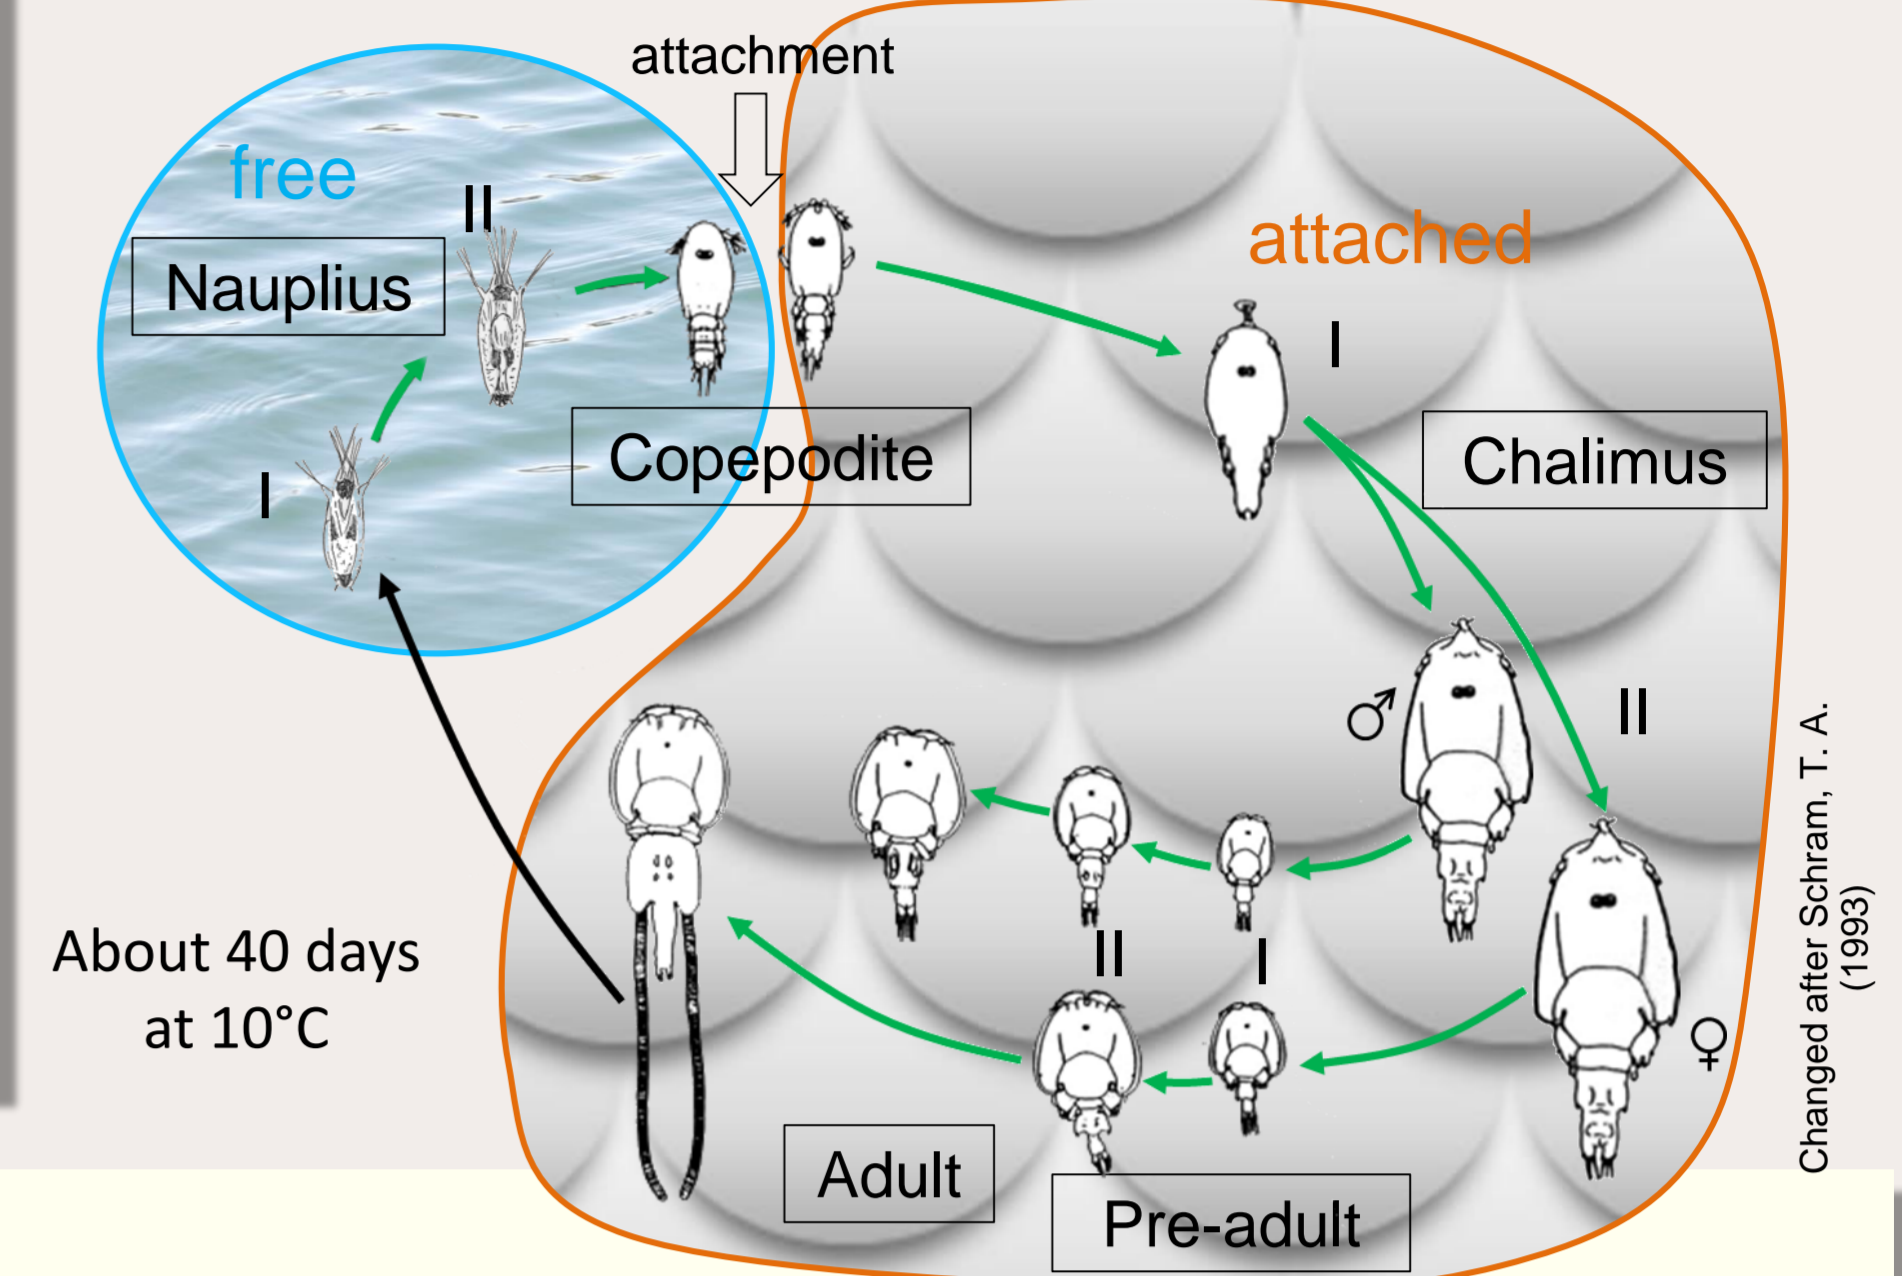 attachment
free
II
Nauplius
attached
I
I
Copepodite
Chalimus
♂
II
About 40 days
at 10°C
II
I
♀
Adult
Pre-adult
Changed after Schram, T. A.
(1993)